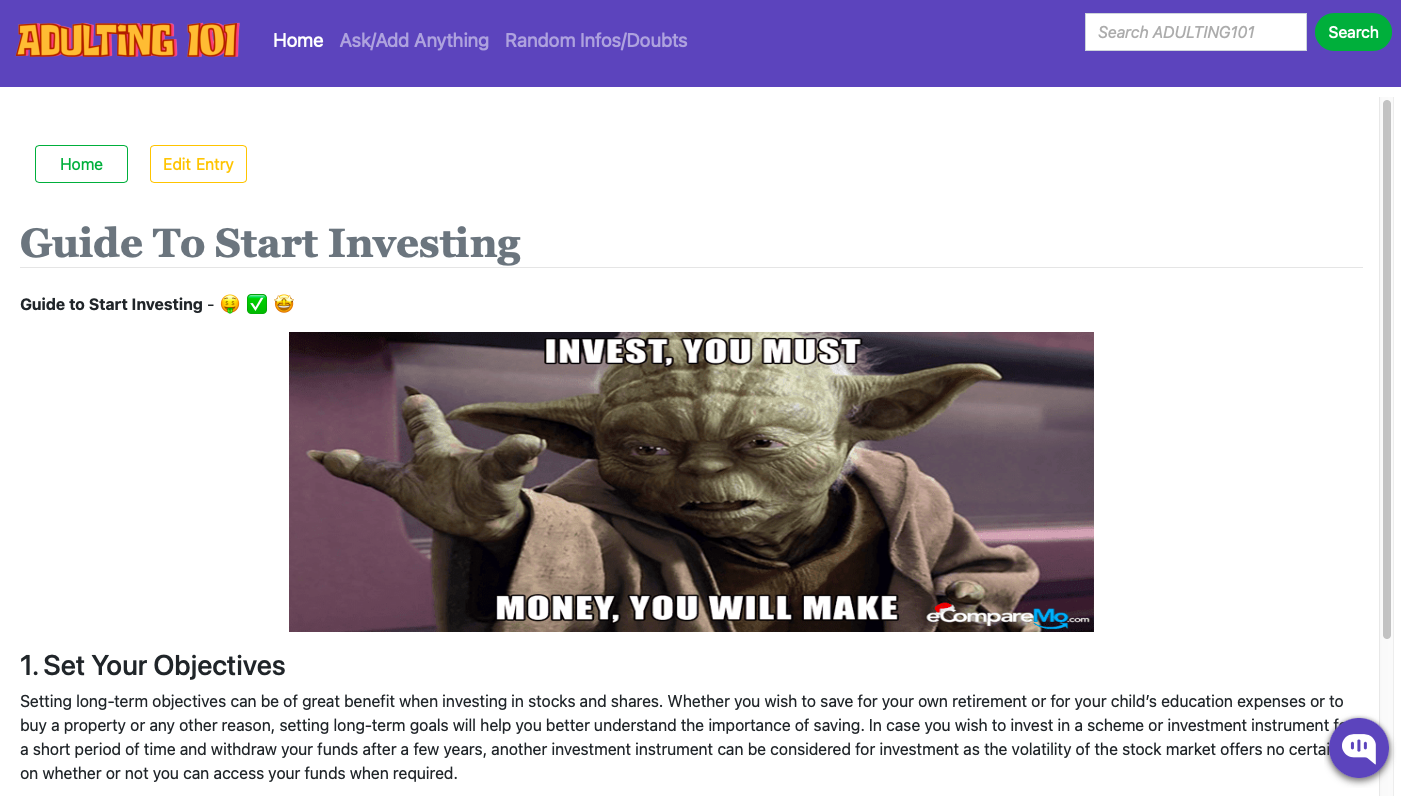 ADULTING 101
Home Ask/Add Anything Random Infos/Doubts
Search ADULTING101 Search
Home Edit Entry
Guide To Start Investing
Guide to Start Investing - 🤑 ✅ 🤩
INVEST, YOU MUST
MONEY, YOU WILL MAKE
eCompareMo.com
1. Set Your Objectives
Setting long-term objectives can be of great benefit when investing in stocks and shares. Whether you wish to save for your own retirement or for your child’s education expenses or to
buy a property or any other reason, setting long-term goals will help you better understand the importance of saving. In case you wish to invest in a scheme or investment instrument
a short period of time and withdraw your funds after a few years, another investment instrument can be considered for investment as the volatility of the stock market offers no
on whether or not you can access your funds when required.